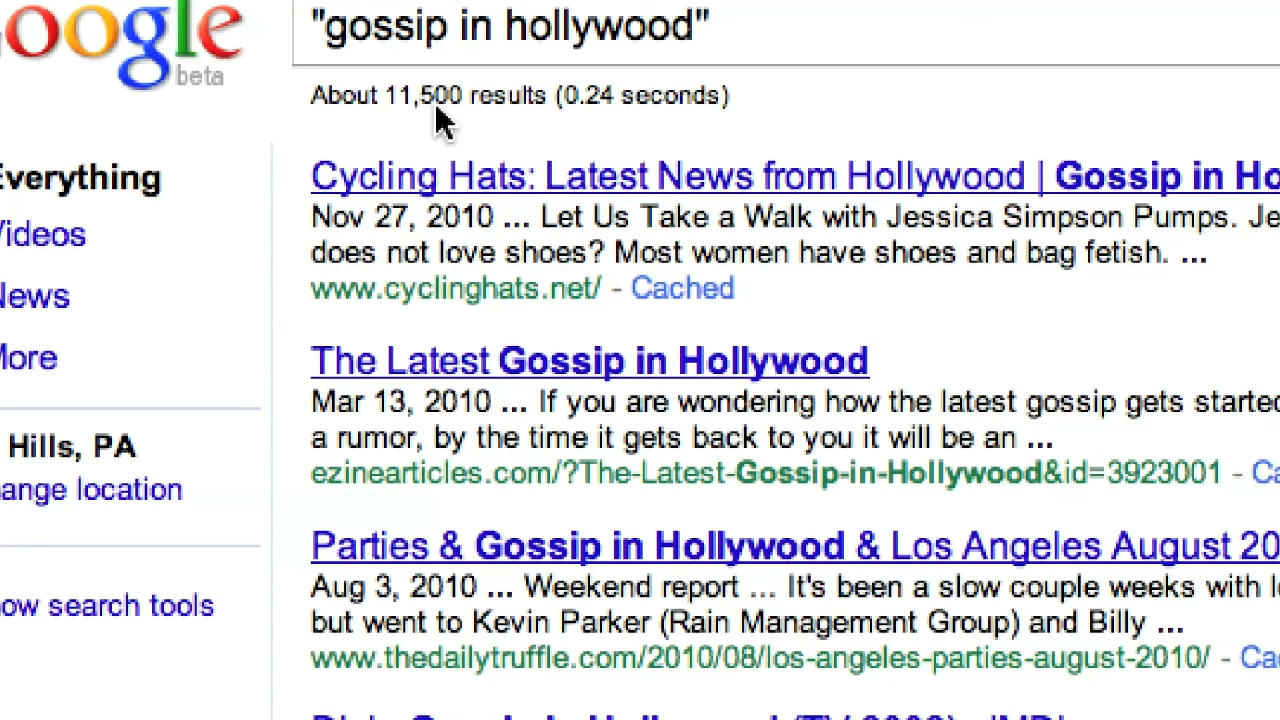 oogle
beta
"gossip in hollywood"
About 11,500 results (0.24 seconds)
Everything
Videos
News
More
Hills, PA
ange location
ow search tools
Cycling Hats: Latest News from Hollywood | Gossip in Ho
Nov 27, 2010 ... Let Us Take a Walk with Jessica Simpson Pumps. Je
does not love shoes? Most women have shoes and bag fetish. ...
www.cyclinghats.net/ - Cached
The Latest Gossip in Hollywood
Mar 13, 2010 ... If you are wondering how the latest gossip gets started
a rumor, by the time it gets back to you it will be an ...
ezinearticles.com/?The-Latest-Gossip-in-Hollywood&id=3923001 - Ca
Parties & Gossip in Hollywood & Los Angeles August 20
Aug 3, 2010 ... Weekend report ... It's been a slow couple weeks with l
but went to Kevin Parker (Rain Management Group) and Billy ...
www.thedailytruffle.com/2010/08/los-angeles-parties-august-2010/ - Ca